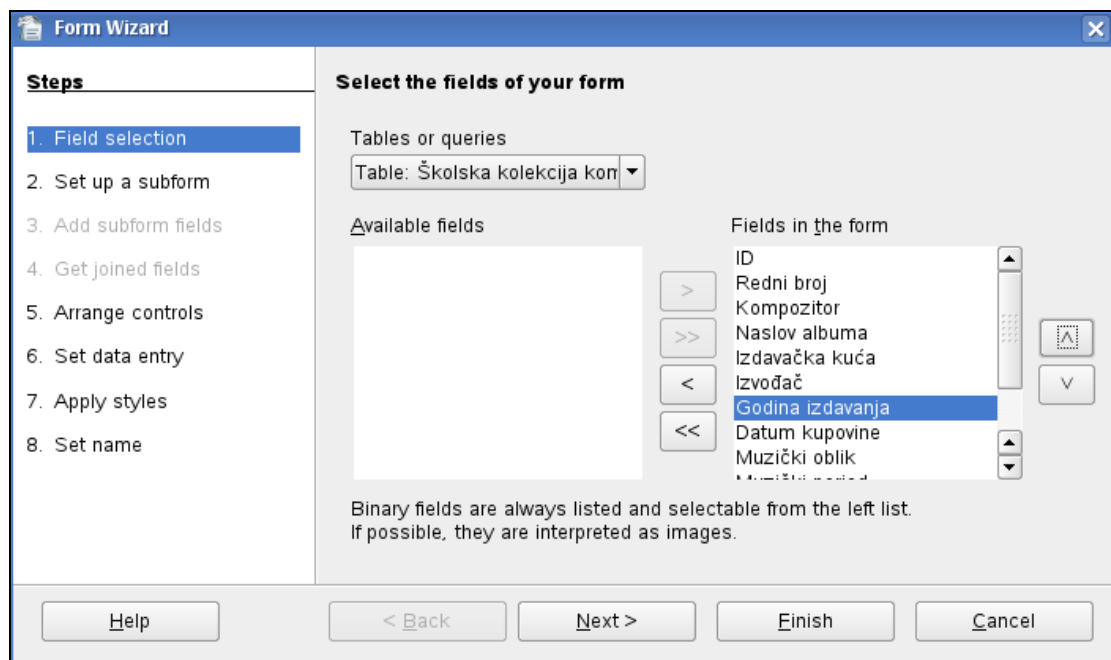 Form Wizard
Steps
1. Field selection
2. Set up a subform
3. Add subform fields
4. Get joined fields
5. Arrange controls
6. Set data entry
7. Apply styles
8. Set name
Select the fields of your form
Tables or queries
Table: Školska kolekcija kom
Available fields
Fields in the form
ID
Redni broj
Kompozitor
Naslov albuma
Izdavačka kuća
Izvođač
Godina izdavanja
Datum kupovine
Muzički oblik
Muzički period
>
>>
<
<<
Binary fields are always listed and selectable from the left list.
If possible, they are interpreted as images.
Help
< Back
Next >
Finish
Cancel